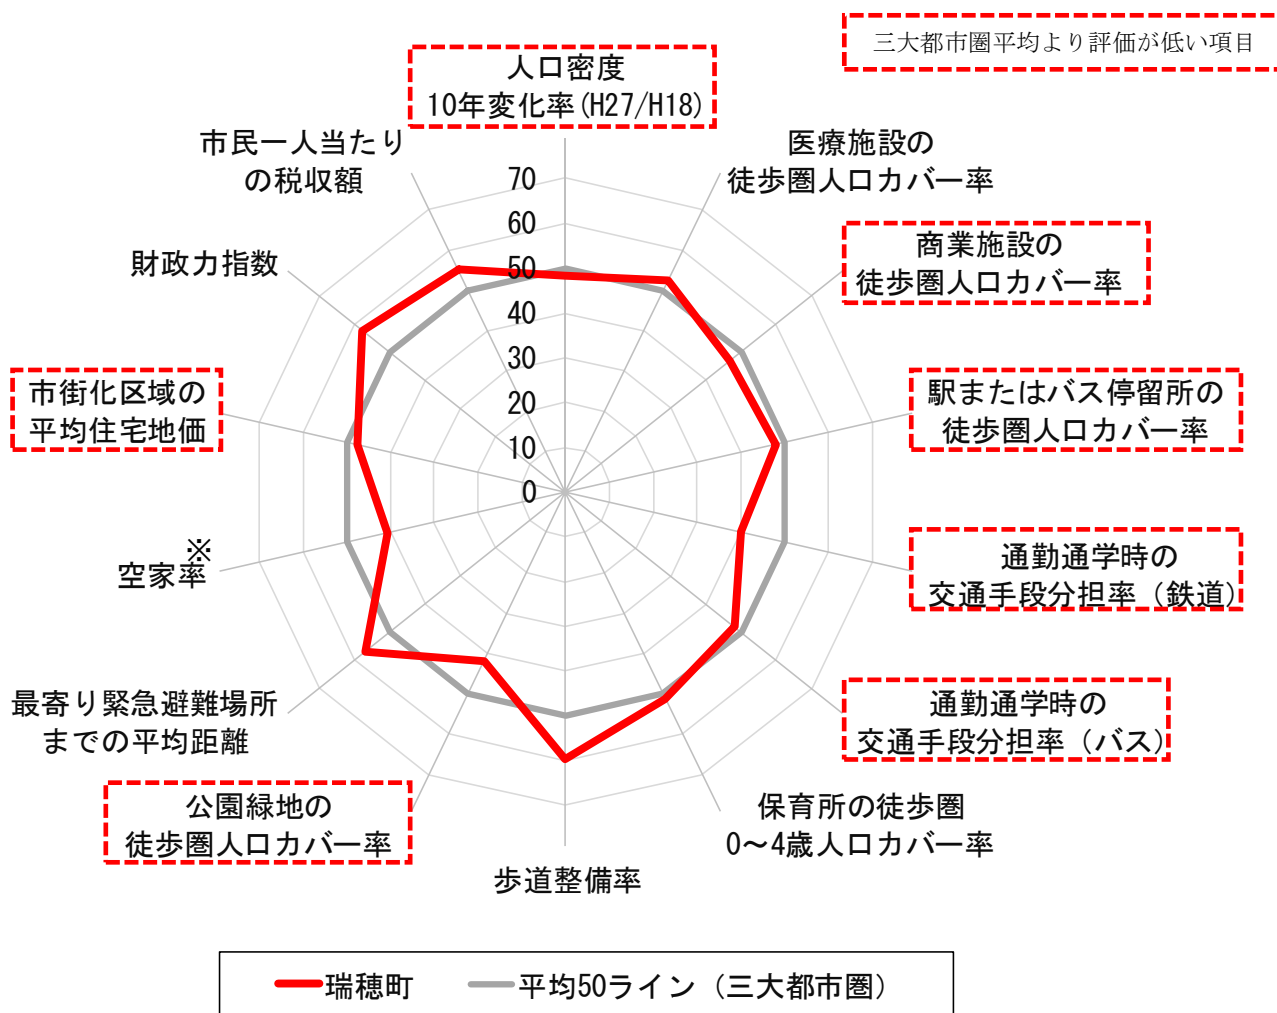 三大都市圏平均より評価が低い項目
人口密度
10年変化率(H27/H18)
医療施設の
徒歩圏人口カバー率
商業施設の
徒歩圏人口カバー率
駅またはバス停留所の
徒歩圏人口カバー率
通勤通学時の
交通手段分担率（鉄道）
通勤通学時の
交通手段分担率（バス）
保育所の徒歩圏
0～4歳人口カバー率
歩道整備率
公園緑地の
徒歩圏人口カバー率
最寄り緊急避難場所
までの平均距離
※
空家率
市街化区域の
平均住宅地価
財政力指数
市民一人当たり
の税収額
70
60
50
40
30
20
10
0
瑞穂町
平均50ライン（三大都市圏）